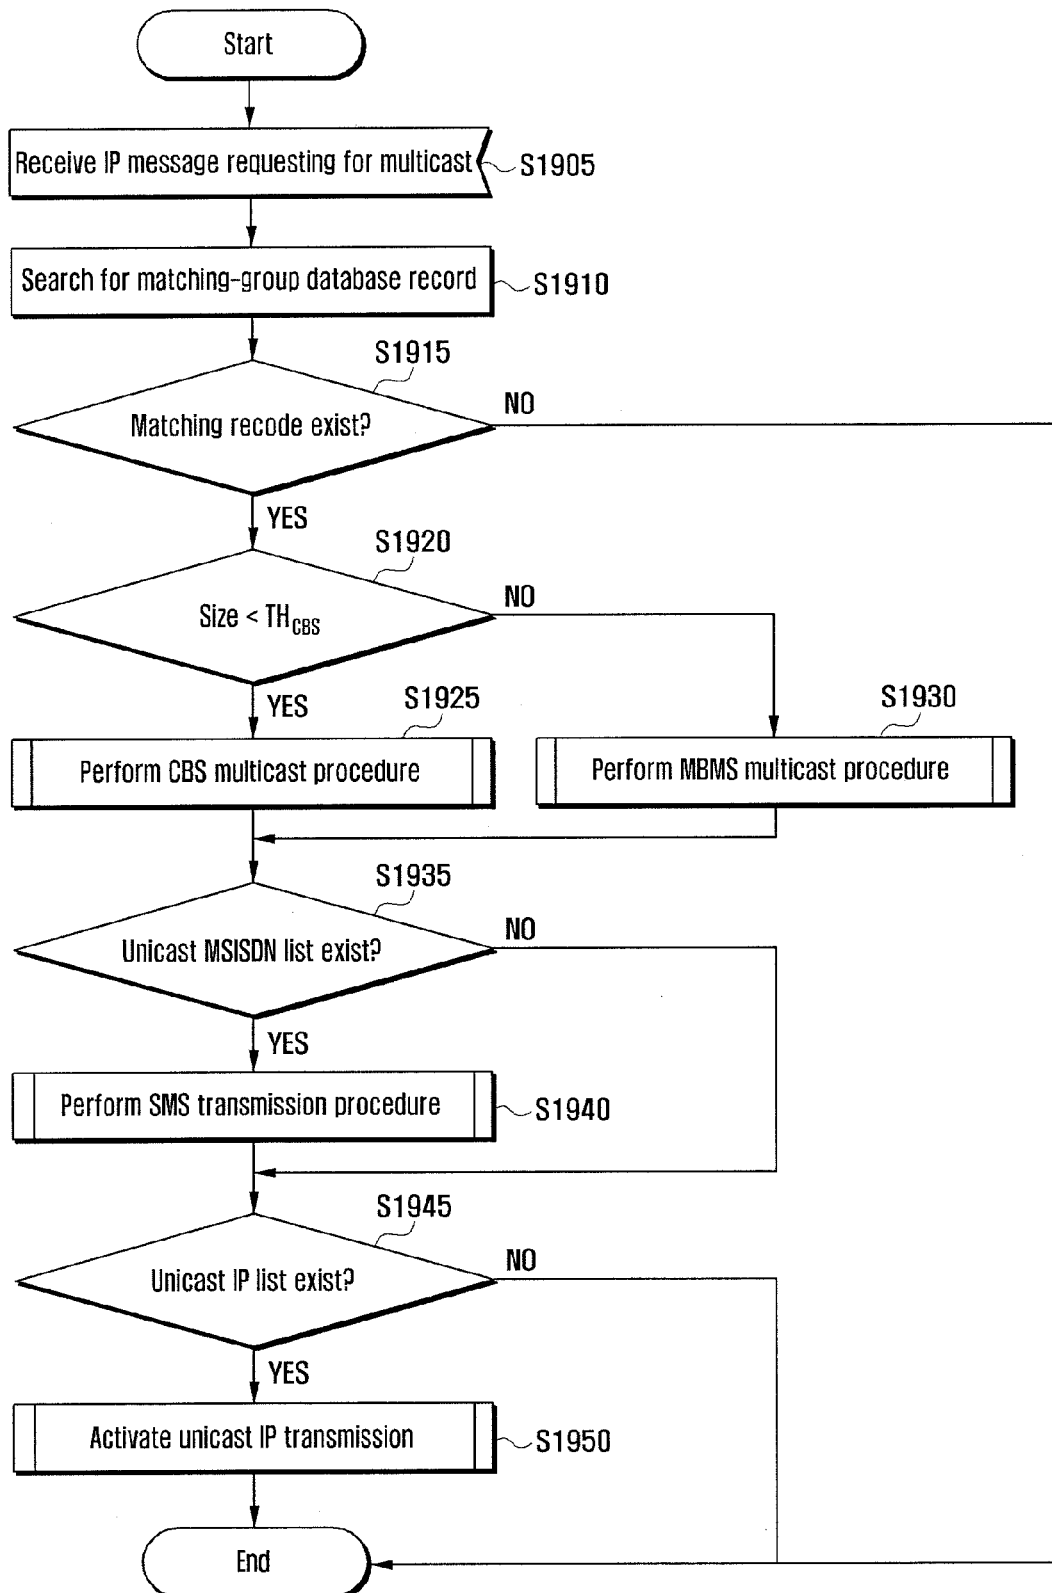 Start
Receive IP message requesting for multicast
S1905
Search for matching-group database record
S1910
S1915
Matching recode exist?
NO
YES
S1920
Size < TH_CBS
NO
YES
S1925
S1930
Perform CBS multicast procedure
Perform MBMS multicast procedure
S1935
Unicast MSISDN list exist?
NO
YES
Perform SMS transmission procedure
S1940
S1945
Unicast IP list exist?
NO
YES
Activate unicast IP transmission
S1950
End